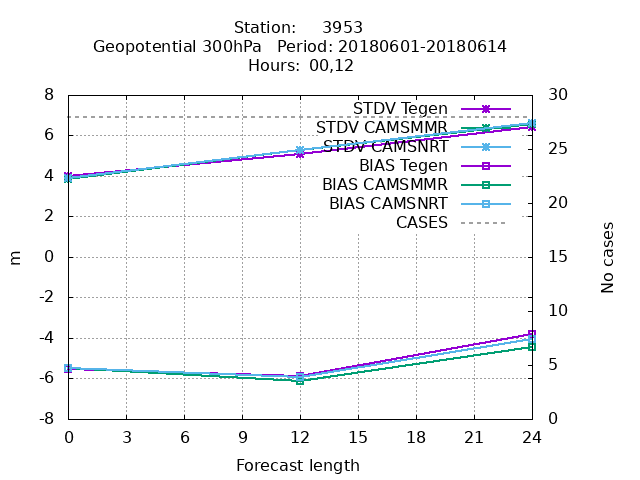 Station: 3953
Geopotential 300hPa Period: 20180601-20180614
Hours: 00,12
8
6
4
2
0
-2
-4
-6
-8
m
30
25
20
15
10
5
0
No cases
STDV Tegen
STDV CAMSMMR
STDV CAMSNRT
BIAS Tegen
BIAS CAMSMMR
BIAS CAMSNRT
CASES
0 3 6 9 12 15 18 21 24
Forecast length